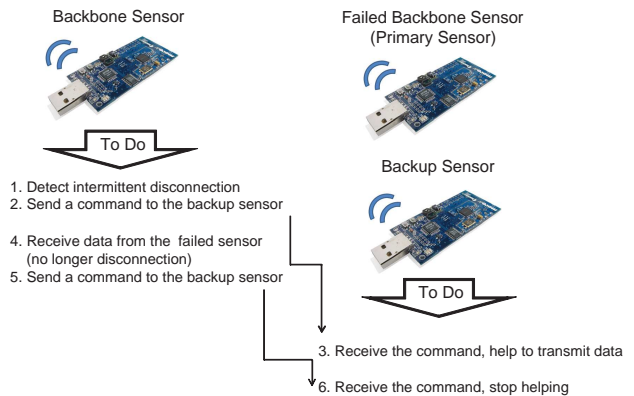 Backbone Sensor
Failed Backbone Sensor
(Primary Sensor)
To Do
1. Detect intermittent disconnection
2. Send a command to the backup sensor
4. Receive data from the failed sensor
(no longer disconnection)
5. Send a command to the backup sensor
Backup Sensor
To Do
3. Receive the command, help to transmit data
6. Receive the command, stop helping